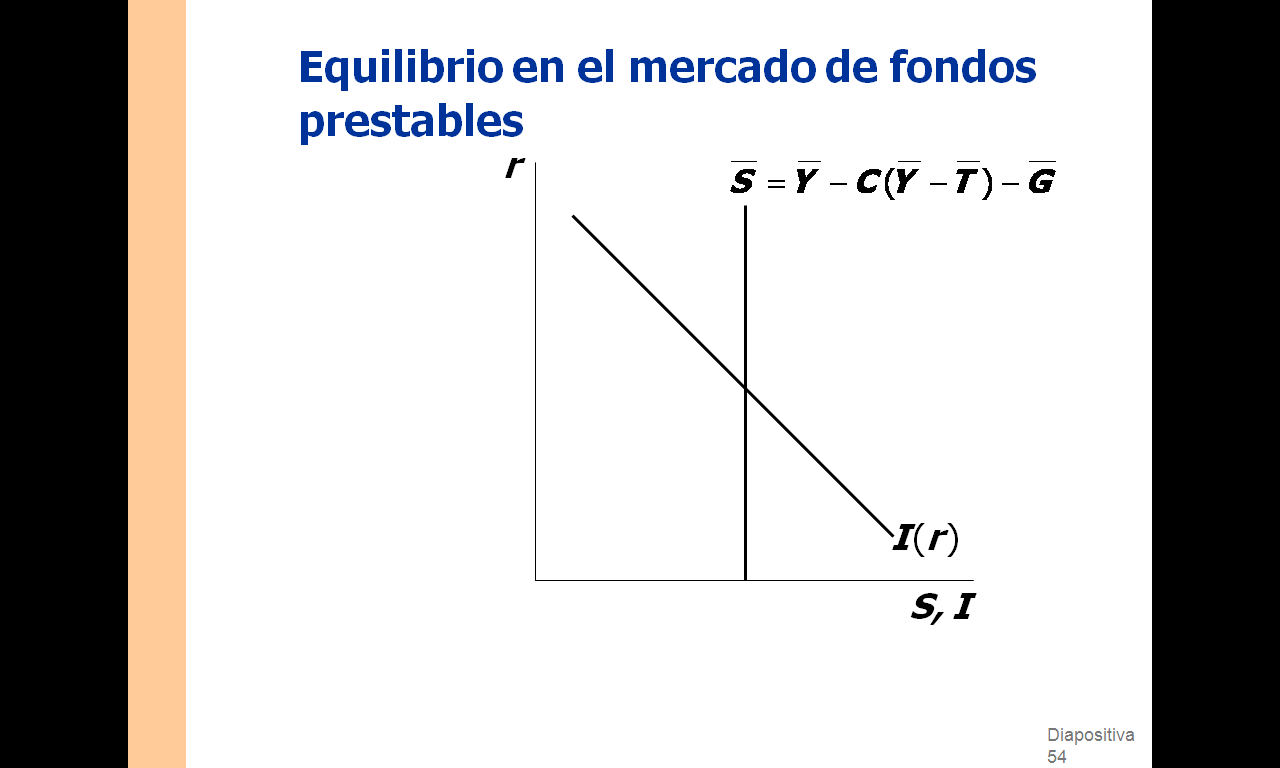 Equilibrio en el mercado de fondos
prestables
r
S̅ = Y̅ – C(Y̅ – T̅) – G̅
I(r)
S, I
Diapositiva
54